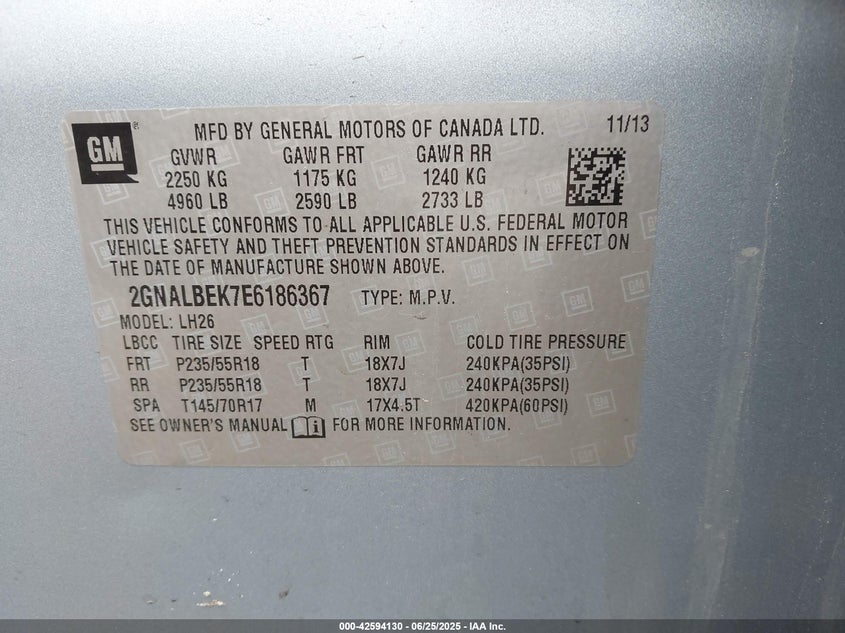 GM
MFD BY GENERAL MOTORS OF CANADA LTD. 11/13
GVWR GAWR FRT GAWR RR
2250 KG 1175 KG 1240 KG
4960 LB 2590 LB 2733 LB
THIS VEHICLE CONFORMS TO ALL APPLICABLE U.S. FEDERAL MOTOR
VEHICLE SAFETY AND THEFT PREVENTION STANDARDS IN EFFECT ON
THE DATE OF MANUFACTURE SHOWN ABOVE.
2GNALBEK7E6186367 TYPE: M.P.V.
MODEL: LH26
LBCC TIRE SIZE SPEED RTG RIM COLD TIRE PRESSURE
FRT P235/55R18 T 18X7J 240KPA(35PSI)
RR P235/55R18 T 18X7J 240KPA(35PSI)
SPA T145/70R17 M 17X4.5T 420KPA(60PSI)
SEE OWNER'S MANUAL FOR MORE INFORMATION.
000-42594130 - 06/25/2025 - IAA Inc.